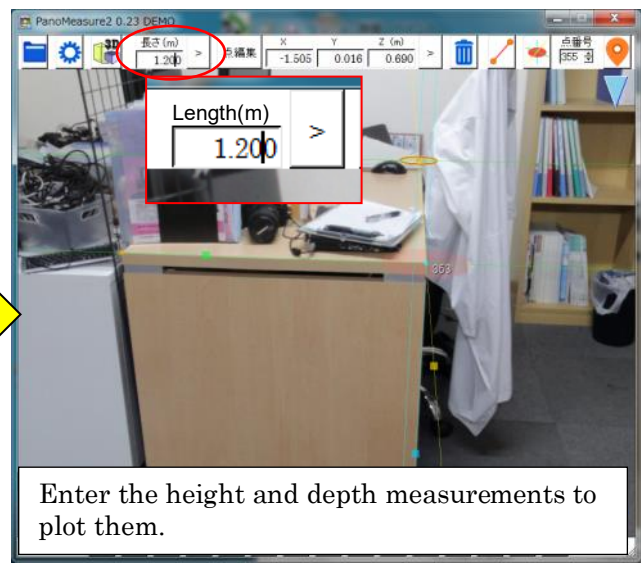 PanoMeasure2 0.23 DEMO
3D
長さ(m)
1.200
>
点編集
X Y Z (m)
-1.505 0.016 0.690
>
点番号
355
Length(m)
1.200
>
353
Enter the height and depth measurements to
plot them.